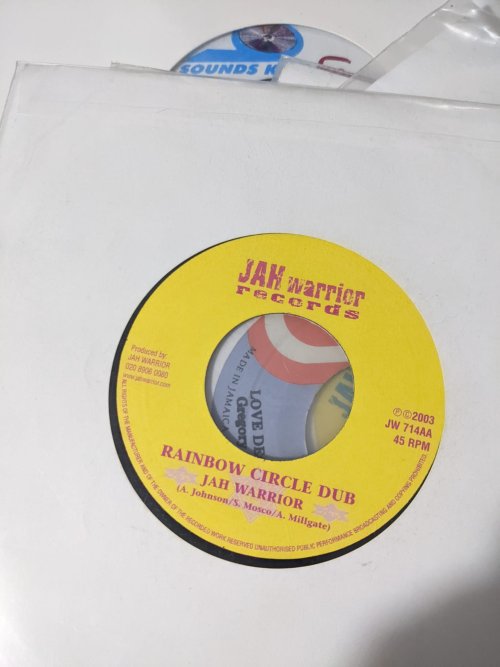 SOUNDS K
JAH warrior
records
Produced by
JAH WARRIOR
020 8906 0080
www.jahwarrior.com
MADE IN JAMAICA
LOVE DE
Gregor
℗©2003
JW 714AA
45 RPM
RAINBOW CIRCLE DUB
JAH WARRIOR
(A. Johnson/S. Mosco/A. Millgate)
ALL RIGHTS OF THE MANUFACTURER AND OF THE OWNER OF THE RECORDED WORK RESERVED UNAUTHORISED PUBLIC PERFORMANCE BROADCASTING AND COPYING PROHIBITED